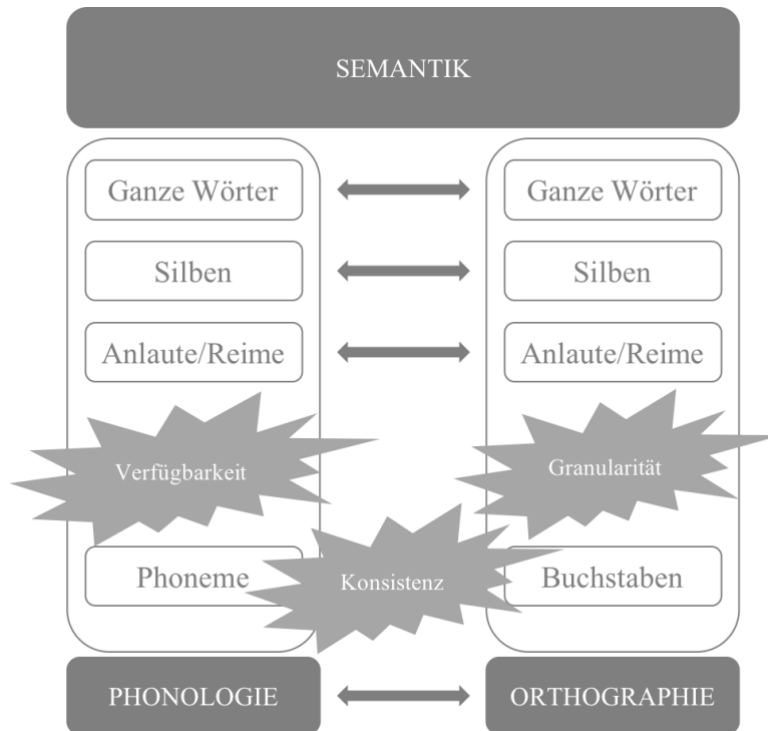 SEMANTIK
Ganze Wörter
Ganze Wörter
Silben
Silben
Anlaute/Reime
Anlaute/Reime
Verfügbarkeit
Granularität
Phoneme
Konsistenz
Buchstaben
PHONOLOGIE
ORTHOGRAPHIE